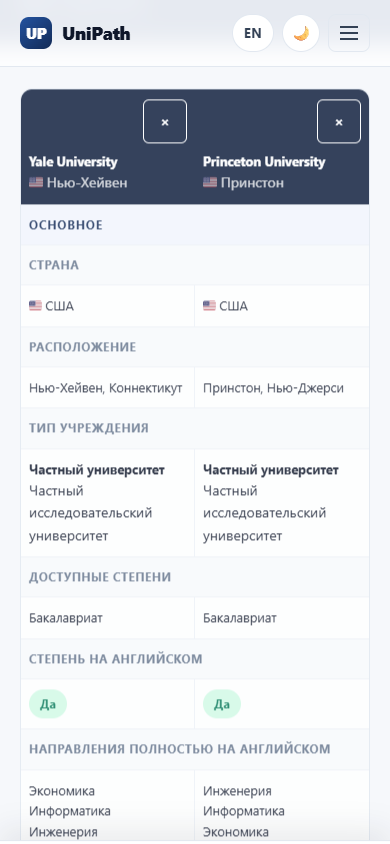 UP UniPath EN
× ×
Yale University Princeton University
Нью-Хейвен Принстон
ОСНОВНОЕ
СТРАНА
США США
РАСПОЛОЖЕНИЕ
Нью-Хейвен, Коннектикут Принстон, Нью-Джерси
ТИП УЧРЕЖДЕНИЯ
Частный университет Частный университет
Частный Частный
исследовательский исследовательский
университет университет
ДОСТУПНЫЕ СТЕПЕНИ
Бакалавриат Бакалавриат
СТЕПЕНЬ НА АНГЛИЙСКОМ
Да Да
НАПРАВЛЕНИЯ ПОЛНОСТЬЮ НА АНГЛИЙСКОМ
Экономика Инженерия
Информатика Информатика
Инженерия Экономика